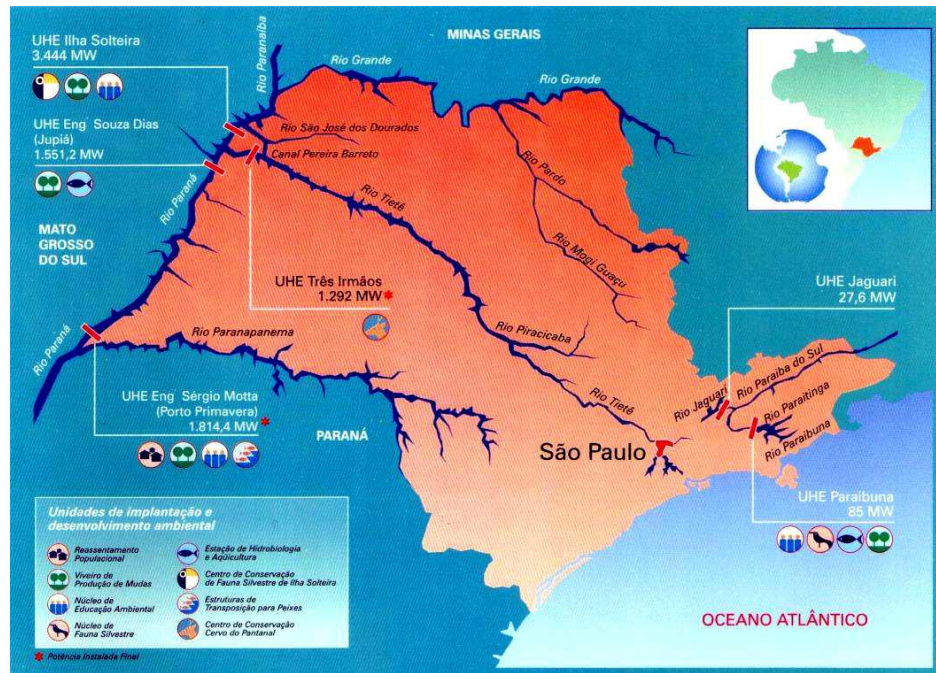 UHE Ilha Solteira
3.444 MW
MINAS GERAIS
Rio Paranaíba
Rio Grande
Rio Grande
UHE Eng Souza Dias
(Jupiá)
1.551,2 MW
Rio São José dos Dourados
Canal Pereira Barreto
Rio Paraná
Rio Tietê
Rio Pardo
Rio Mogi Guaçu
MATO
GROSSO
DO SUL
UHE Três Irmãos
1.292 MW *
UHE Jaguari
27,6 MW
Rio Paraná
Rio Paranapanema
Rio Piracicaba
Rio Tietê
Rio Jaguari
Rio Paraiba do Sul
Rio Paraitinga
Rio Paraibuna
UHE Eng Sérgio Motta
(Porto Primavera)
1.814,4 MW *
PARANÁ
São Paulo
UHE Paraibuna
85 MW
Unidades de implantação e
desenvolvimento ambiental
Reassentamento
Populacional
Viveiro de
Produção de Mudas
Núcleo de
Educação Ambiental
Núcleo de
Fauna Silvestre
Estação de Hidrobiologia
e Aqüicultura
Centro de Conservação
de Fauna Silvestre de Ilha Solteira
Estruturas de
Transposição para Peixes
Centro de Conservação
Cervo do Pantanal
* Potência Instalada Final
OCEANO ATLÂNTICO